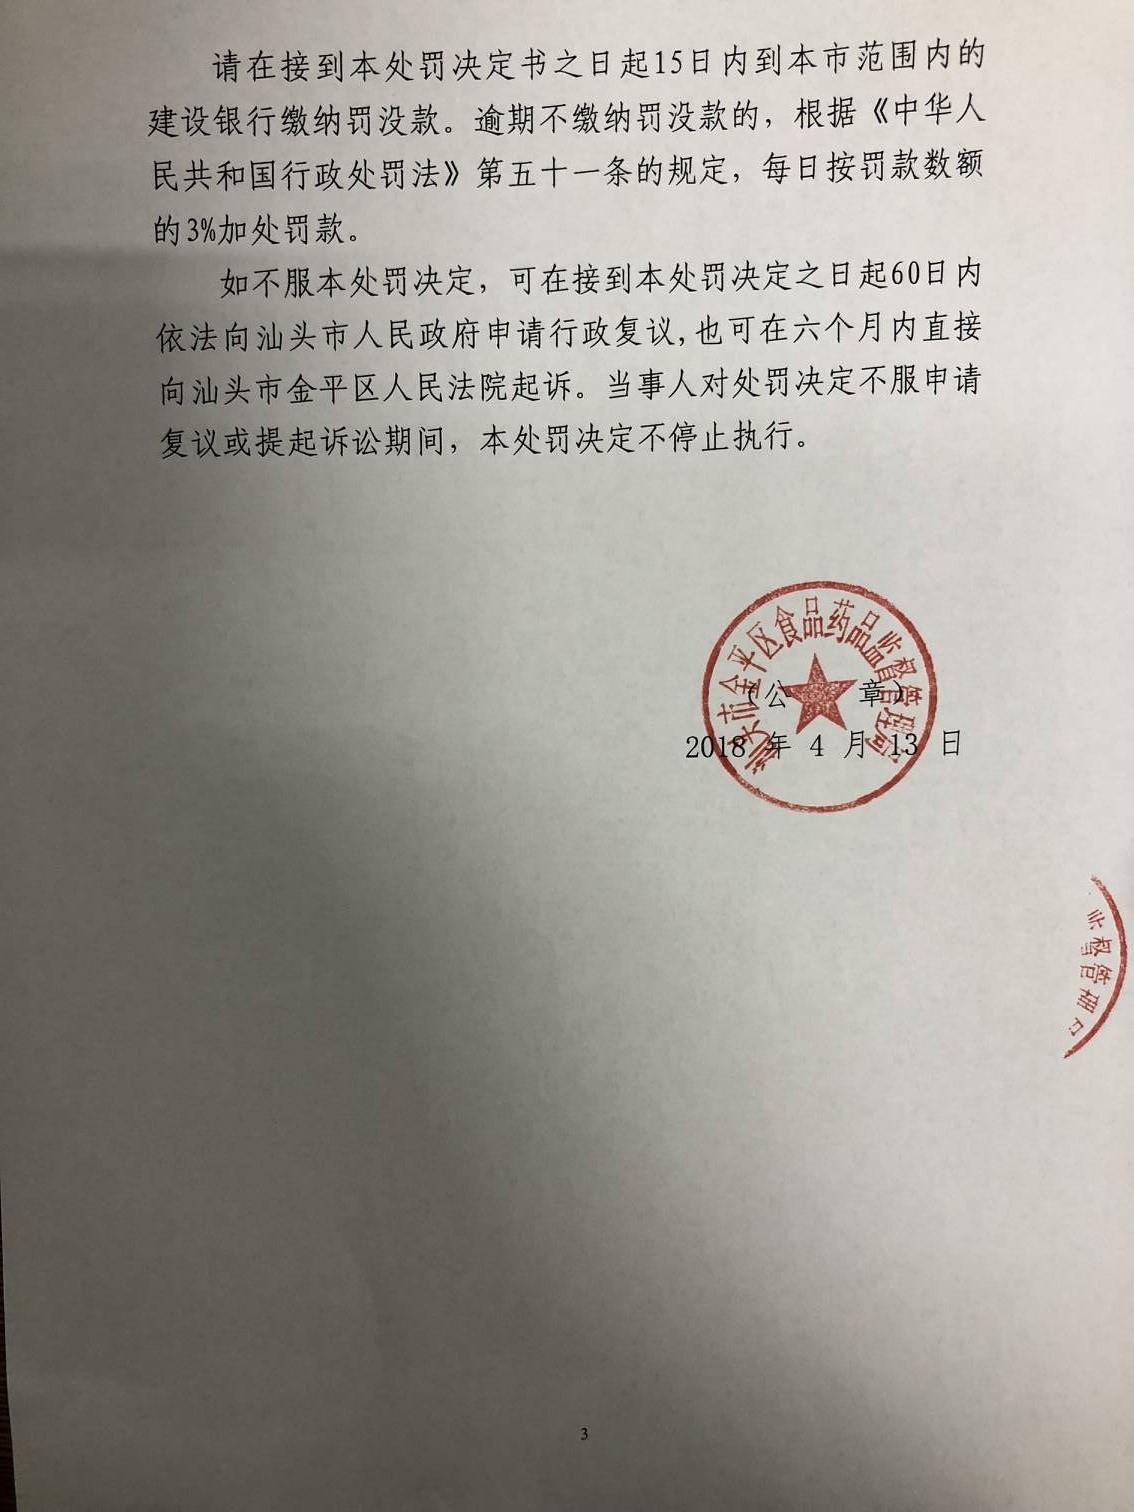 请在接到本处罚决定书之日起15日内到本市范围内的
建设银行缴纳罚没款。逾期不缴纳罚没款的，根据《中华人
民共和国行政处罚法》第五十一条的规定，每日按罚款数额
的3%加处罚款。
如不服本处罚决定，可在接到本处罚决定之日起60日内
依法向汕头市人民政府申请行政复议,也可在六个月内直接
向汕头市金平区人民法院起诉。当事人对处罚决定不服申请
复议或提起诉讼期间，本处罚决定不停止执行。
汕头市金平区食品药品监督管理局
（公 章）
2018 年 4 月 13 日
监督管理
3